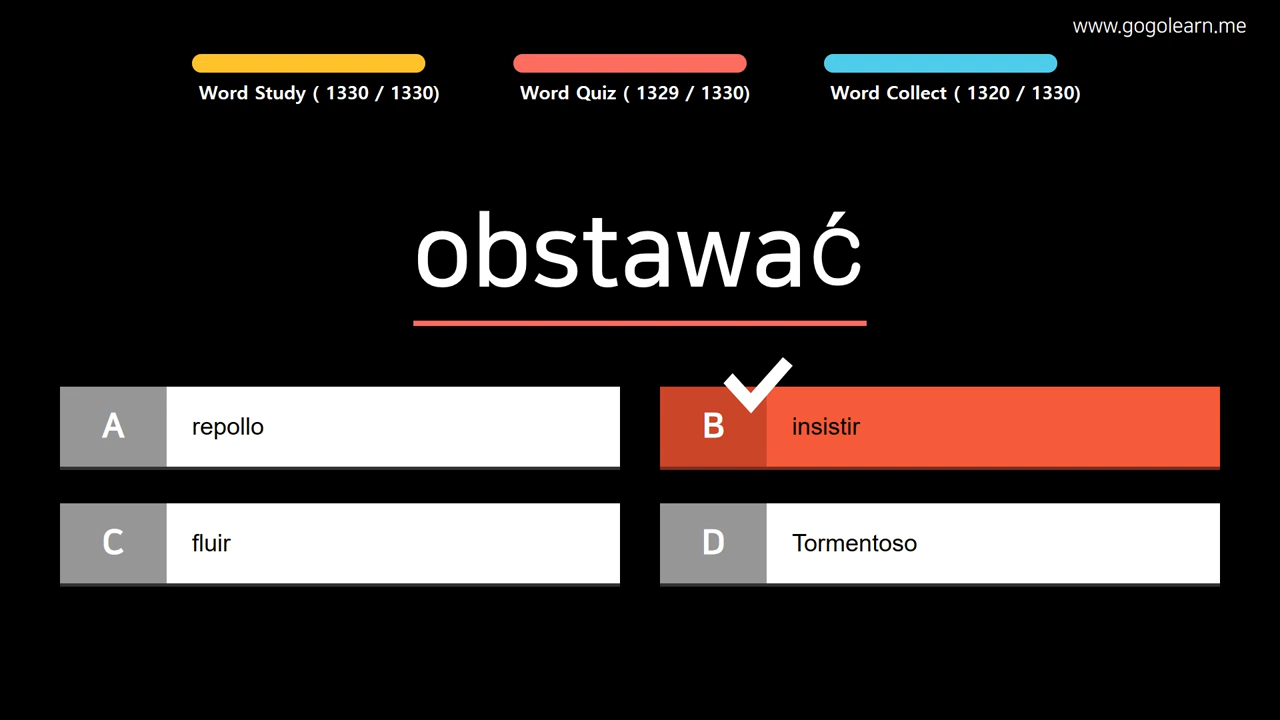 www.gogolearn.me
Word Study ( 1330 / 1330)
Word Quiz ( 1329 / 1330)
Word Collect ( 1320 / 1330)
obstawać
A repollo
B insistir
C fluir
D Tormentoso